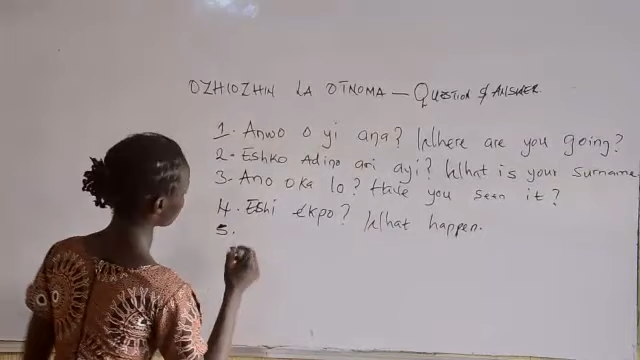 OZHIOZHIN LA OTNOMA — QUESTION & ANSWER
1. Anwo o yi aŋa? Where are you going?
2- Eshko Adino ari ayi? What is your surname
3- Ano oka lo? Have you seen it?
4. Eshi ekpo? What happen.
5.